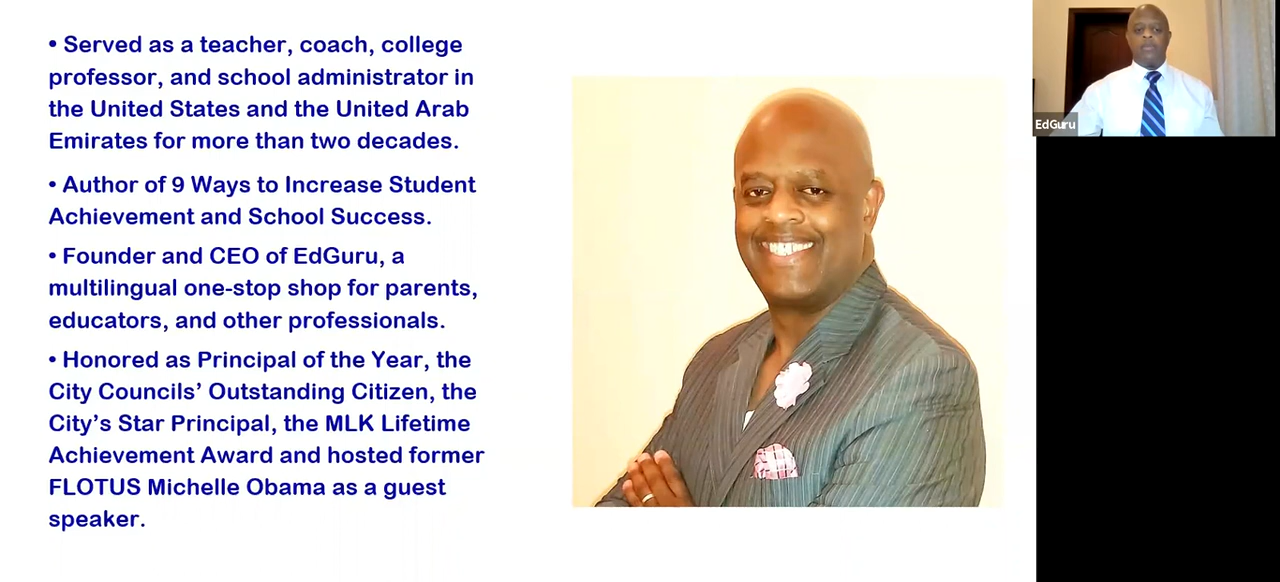 • Served as a teacher, coach, college
professor, and school administrator in
the United States and the United Arab
Emirates for more than two decades.
• Author of 9 Ways to Increase Student
Achievement and School Success.
• Founder and CEO of EdGuru, a
multilingual one-stop shop for parents,
educators, and other professionals.
• Honored as Principal of the Year, the
City Councils’ Outstanding Citizen, the
City’s Star Principal, the MLK Lifetime
Achievement Award and hosted former
FLOTUS Michelle Obama as a guest
speaker.
EdGuru